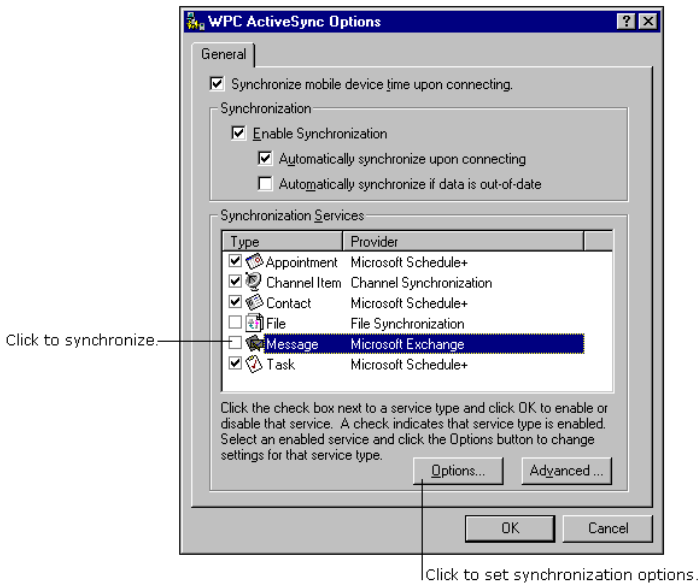 WPC ActiveSync Options
General
Synchronize mobile device time upon connecting.
Synchronization
Enable Synchronization
Automatically synchronize upon connecting
Automatically synchronize if data is out-of-date
Synchronization Services
Type Provider
Appointment Microsoft Schedule+
Channel Item Channel Synchronization
Contact Microsoft Schedule+
File File Synchronization
Click to synchronize. Message Microsoft Exchange
Task Microsoft Schedule+
Click the check box next to a service type and click OK to enable or
disable that service. A check indicates that service type is enabled.
Select an enabled service and click the Options button to change
settings for that service type.
Options... Advanced ...
OK Cancel
Click to set synchronization options.